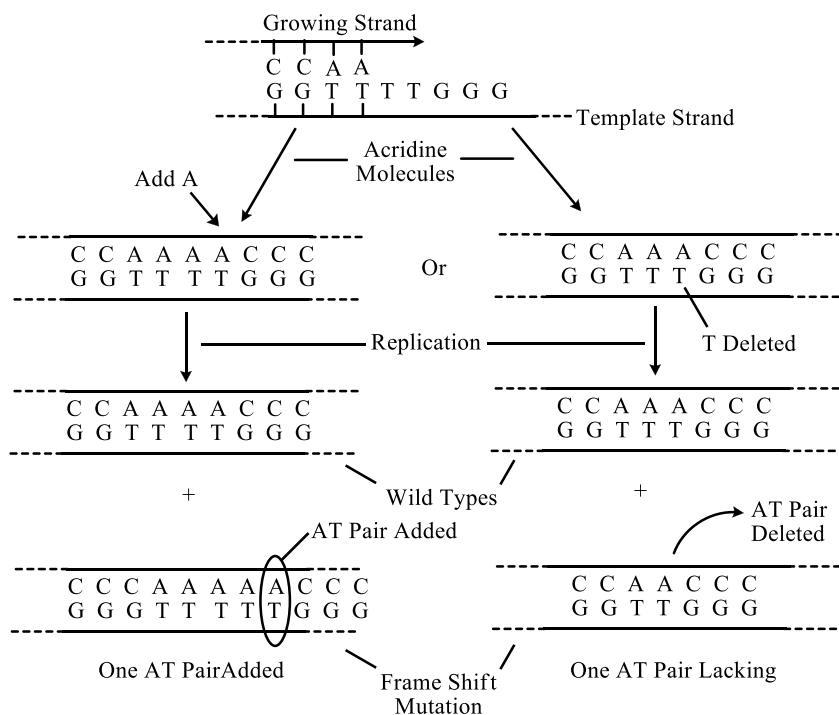 Growing Strand
C C A A
G G T T T T G G G
Template Strand
Acridine
Molecules
Add A
C C A A A A C C C
G G T T T T G G G
Or
C C A A A C C C
G G T T T G G G
T Deleted
Replication
C C A A A A C C C
G G T T T T G G G
C C A A A C C C
G G T T T G G G
Wild Types
+
+
AT Pair Added
AT Pair
Deleted
C C C A A A A A C C C
G G G T T T T T G G G
C C A A C C C
G G T T G G G
One AT PairAdded
Frame Shift
Mutation
One AT Pair Lacking